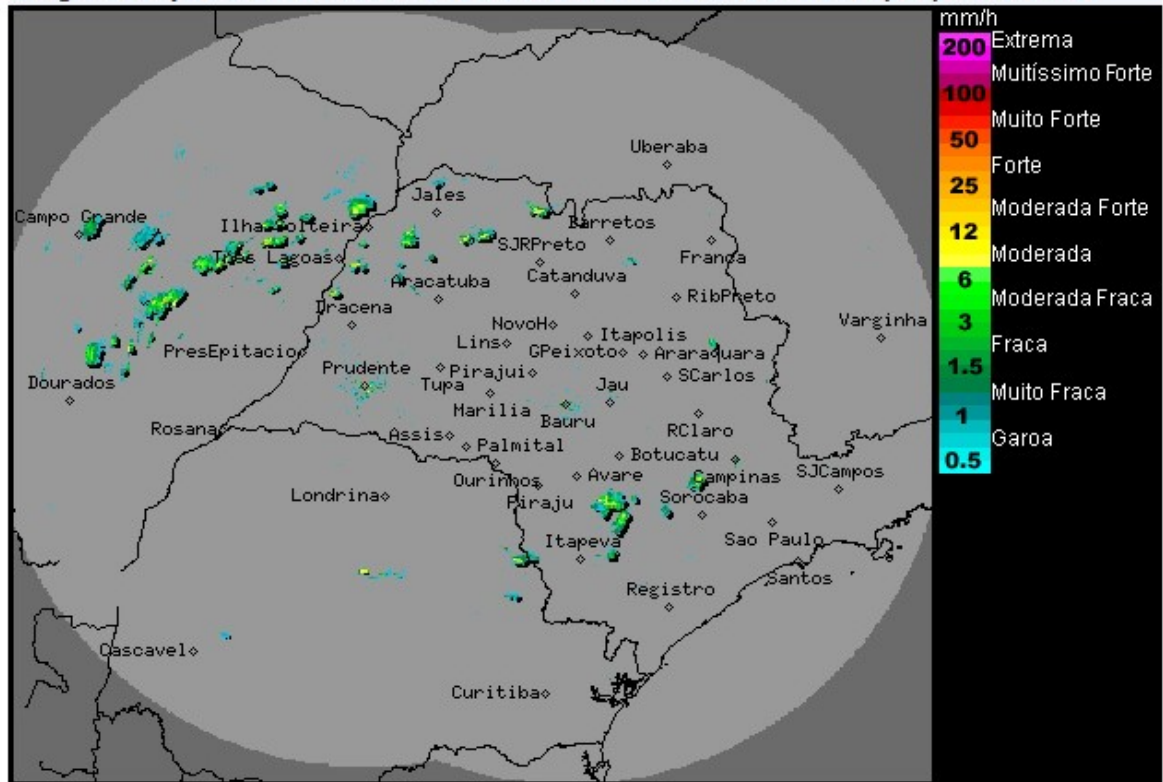 mm/h
200 Extrema
Muitíssimo Forte
100
Muito Forte
50
Forte
25
Moderada Forte
12
Moderada
6
Moderada Fraca
3
Fraca
1.5
Muito Fraca
1
Garoa
0.5
Uberaba
Jales
Campo Grande
Ilha Solteira
Barretos
SJRPreto
Franca
Tres Lagoas
Catanduva
Aracatuba
RibPreto
Dracena
NovoH
Itapolis
Varginha
Lins
GPeixoto
Araraquara
PresEpitacio
Prudente
Pirajui
SCarlos
Dourados
Tupa
Jau
Marilia
Bauru
Rosana
Assis
RClaro
Palmital
Botucatu
SJCampos
Ourinhos
Avare
Campinas
Londrina
Piraju
Sorocaba
Itapeva
Sao Paulo
Santos
Registro
Cascavel
Curitiba